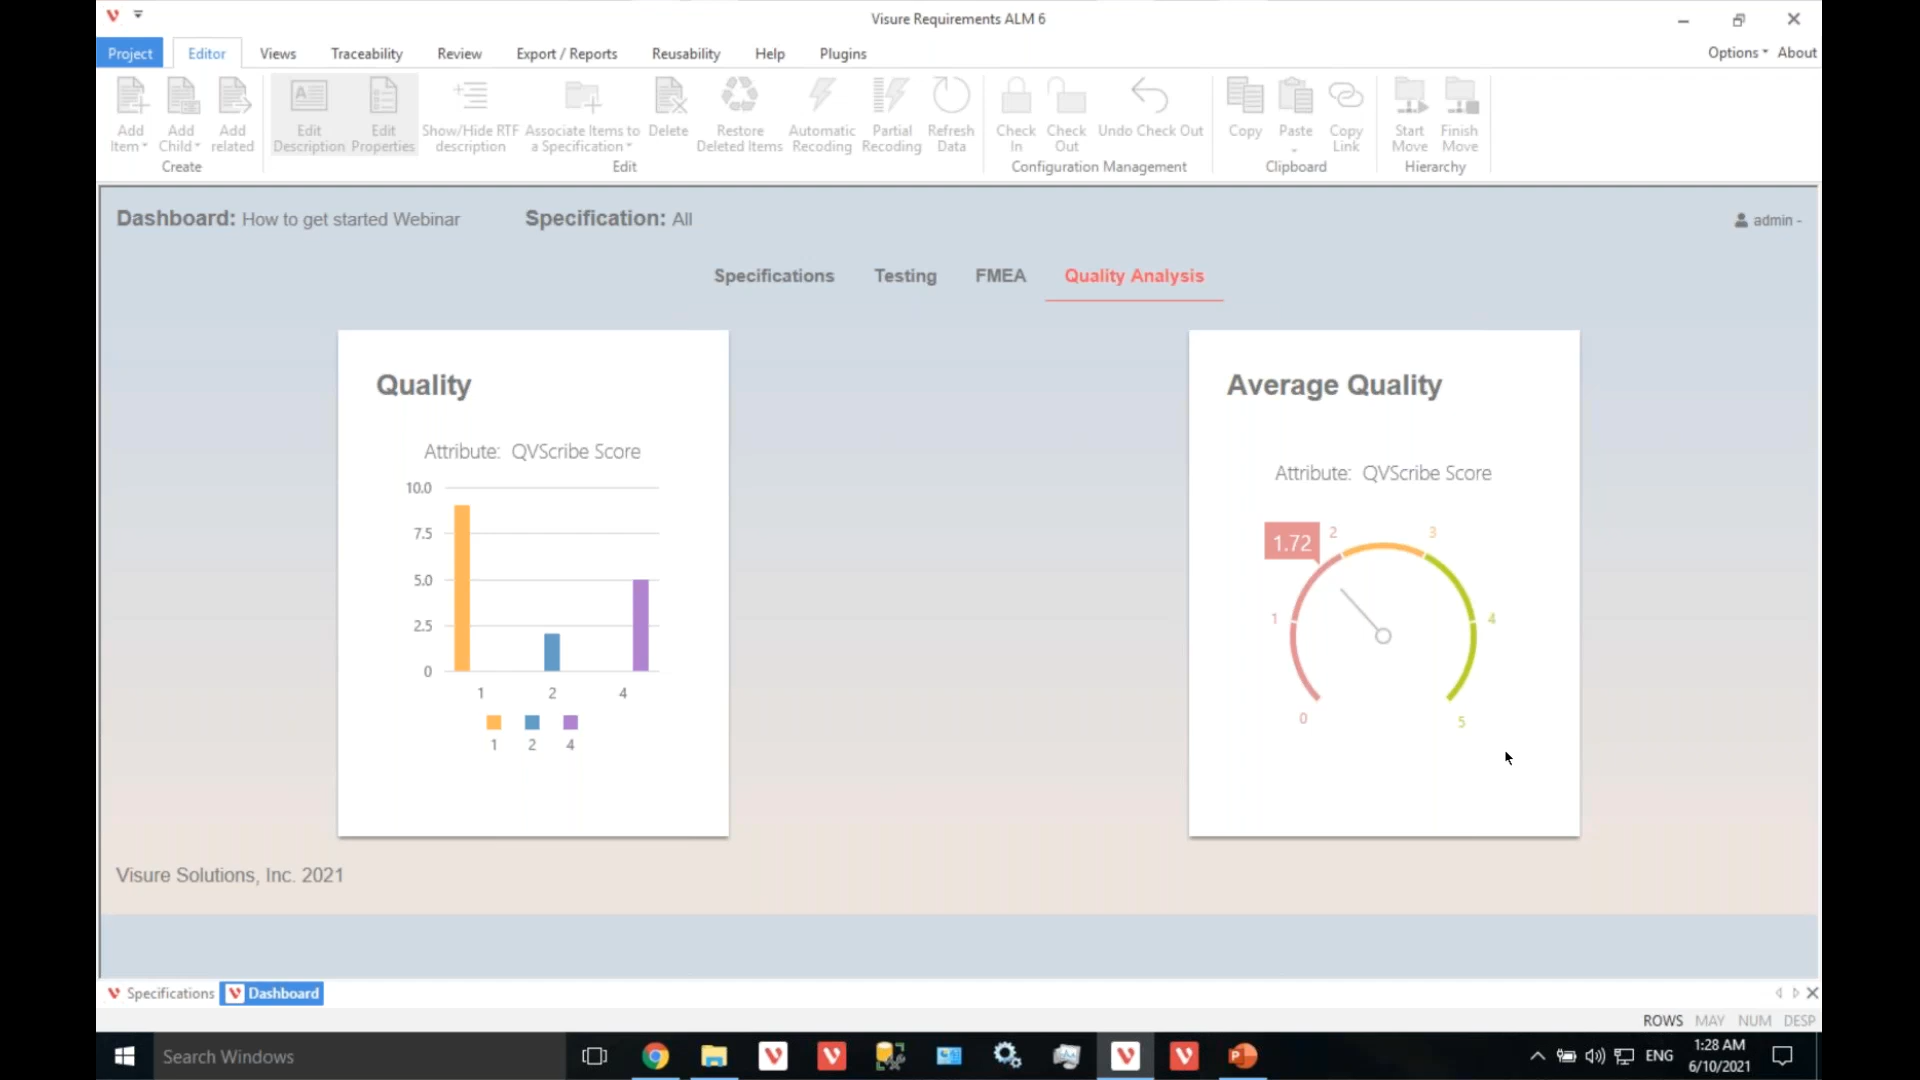 Visure Requirements ALM 6
Project Editor Views Traceability Review Export / Reports Reusability Help Plugins Options About
Add Item Add Child Add related
Create
Edit Description Edit Properties Show/Hide RTF description Associate Items to a Specification Delete Restore Deleted Items Automatic Recoding Partial Recoding Refresh Data
Edit
Check In Check Out Undo Check Out
Configuration Management
Copy Paste Copy Link
Clipboard
Start Move Finish Move
Hierarchy
Dashboard: How to get started Webinar Specification: All admin -
Specifications Testing FMEA Quality Analysis
Quality
Attribute: QVScribe Score
10.0
7.5
5.0
2.5
0
1 2 4
1 2 4
Average Quality
Attribute: QVScribe Score
1.72
2 3
1 4
0 5
Visure Solutions, Inc. 2021
Specifications Dashboard
ROWS MAY NUM DESP
Search Windows
ENG
1:28 AM
6/10/2021